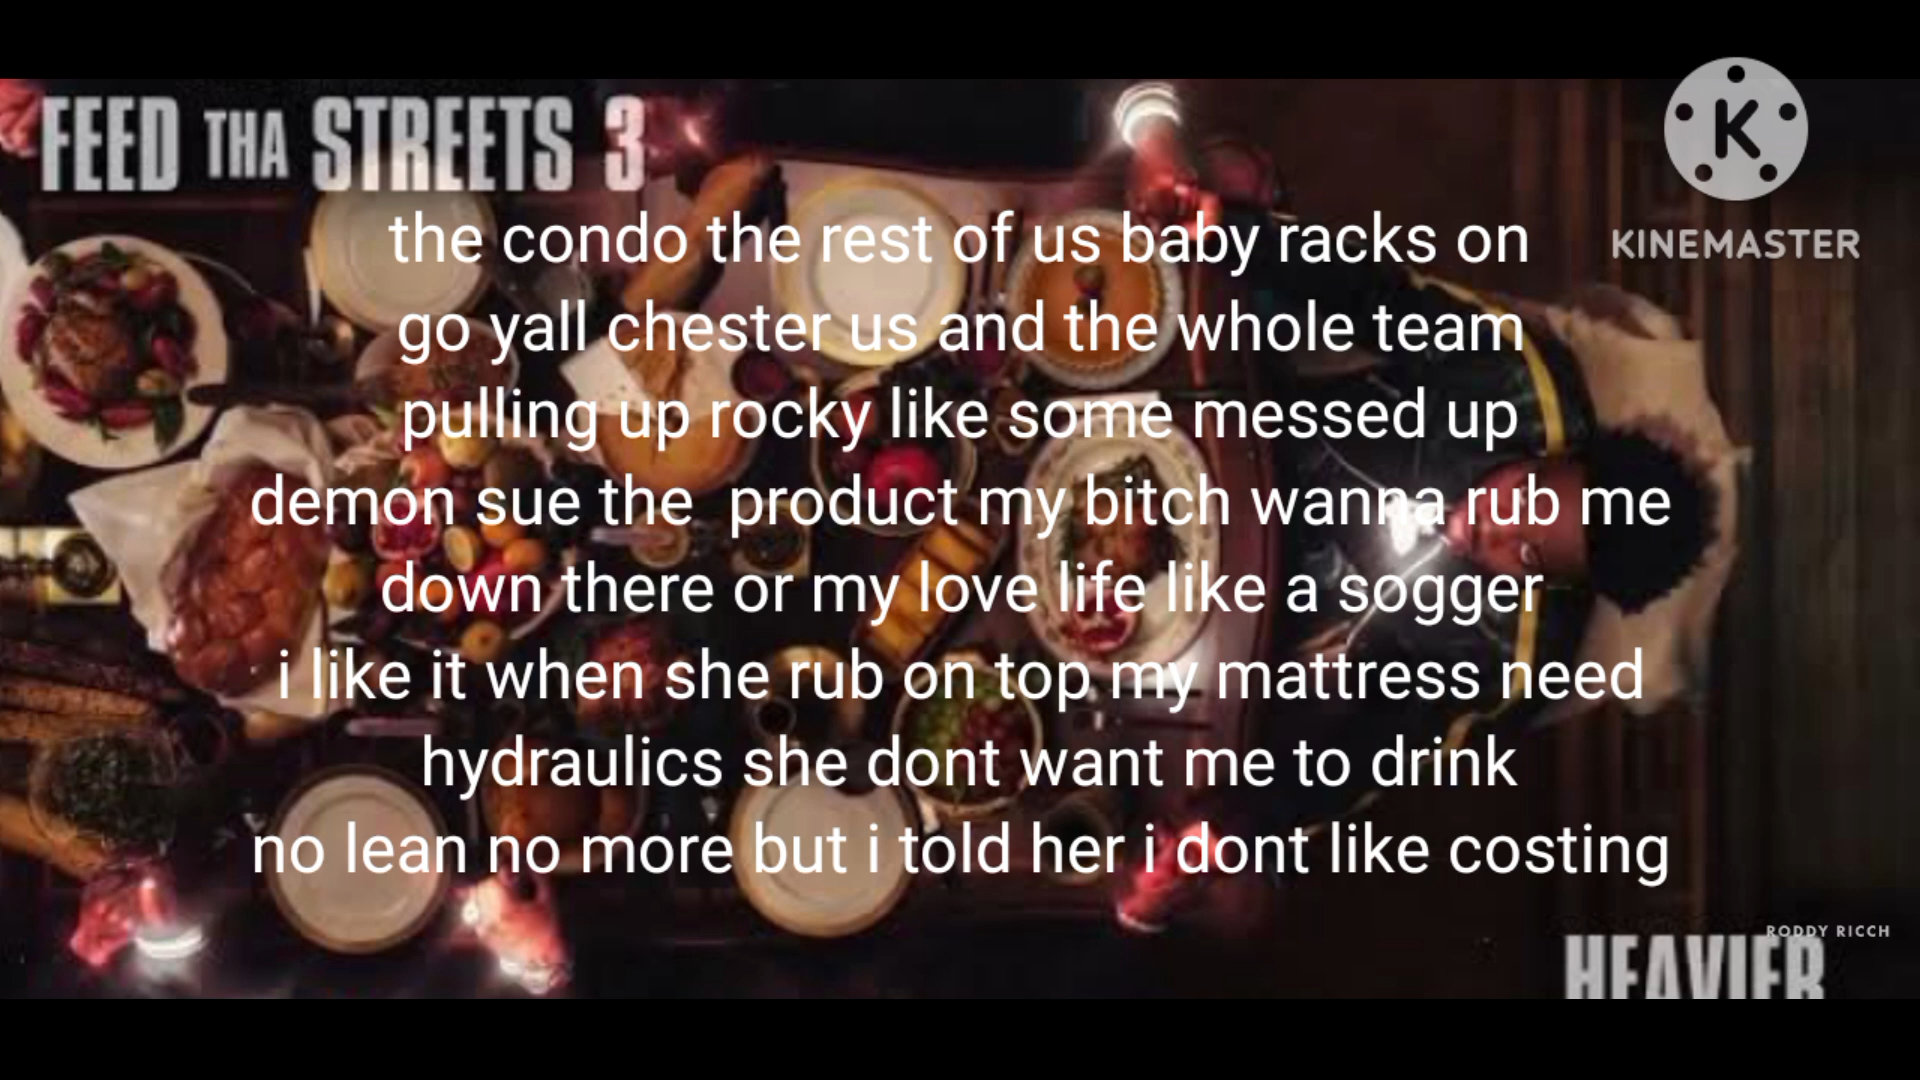 FEED THA STREETS 3
K
KINEMASTER
the condo the rest of us baby racks on
go yall chester us and the whole team
pulling up rocky like some messed up
demon sue the  product my bitch wanna rub me
down there or my love life like a sogger
i like it when she rub on top my mattress need
hydraulics she dont want me to drink
no lean no more but i told her i dont like costing
RODDY RICCH
HEAVIER